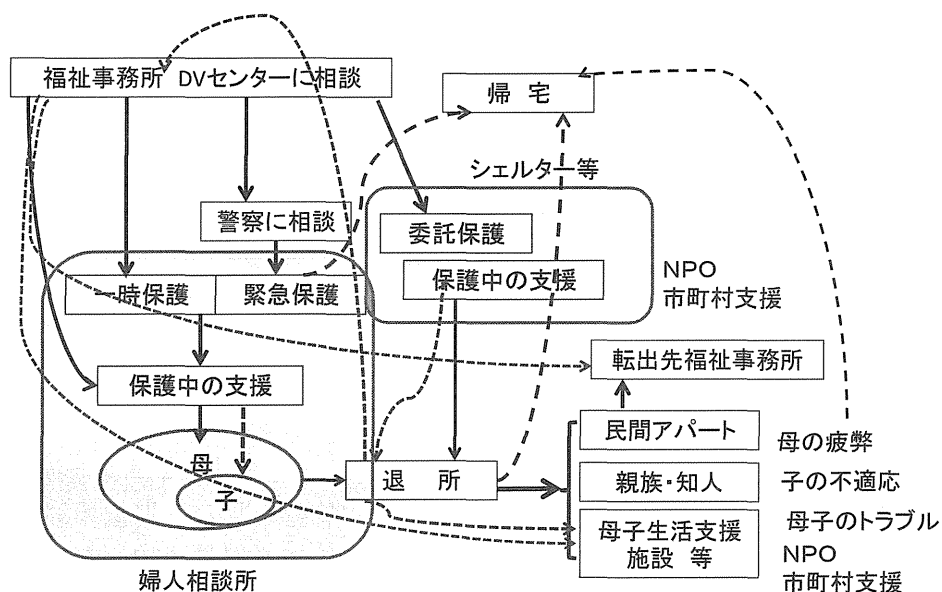 福祉事務所 DVセンターに相談
帰 宅
シェルター等
警察に相談
委託保護
一時保護
緊急保護
保護中の支援
NPO
市町村支援
転出先福祉事務所
保護中の支援
民間アパート
母の疲弊
母
子
退 所
親族・知人
子の不適応
母子生活支援
施設 等
母子のトラブル
NPO
市町村支援
婦人相談所